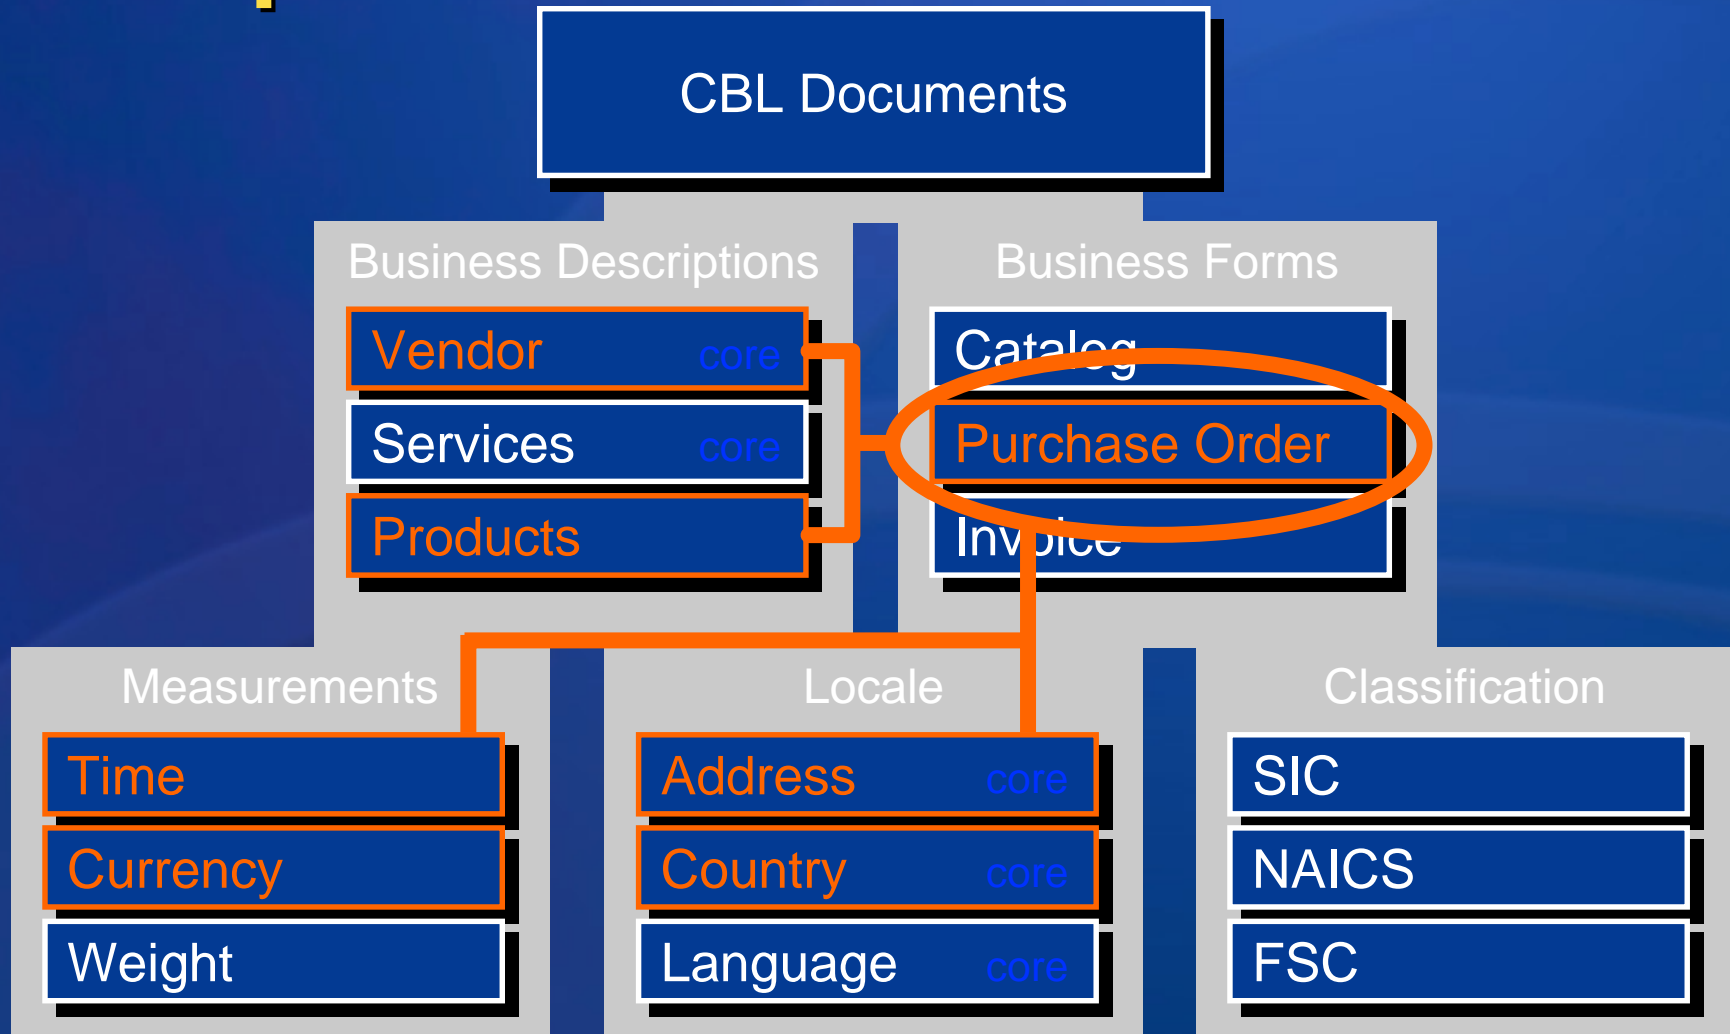 CBL Documents
Business Descriptions
Vendor core
Services core
Products
Business Forms
Catalog
Purchase Order
Invoice
Measurements
Time
Currency
Weight
Locale
Address core
Country core
Language core
Classification
SIC
NAICS
FSC